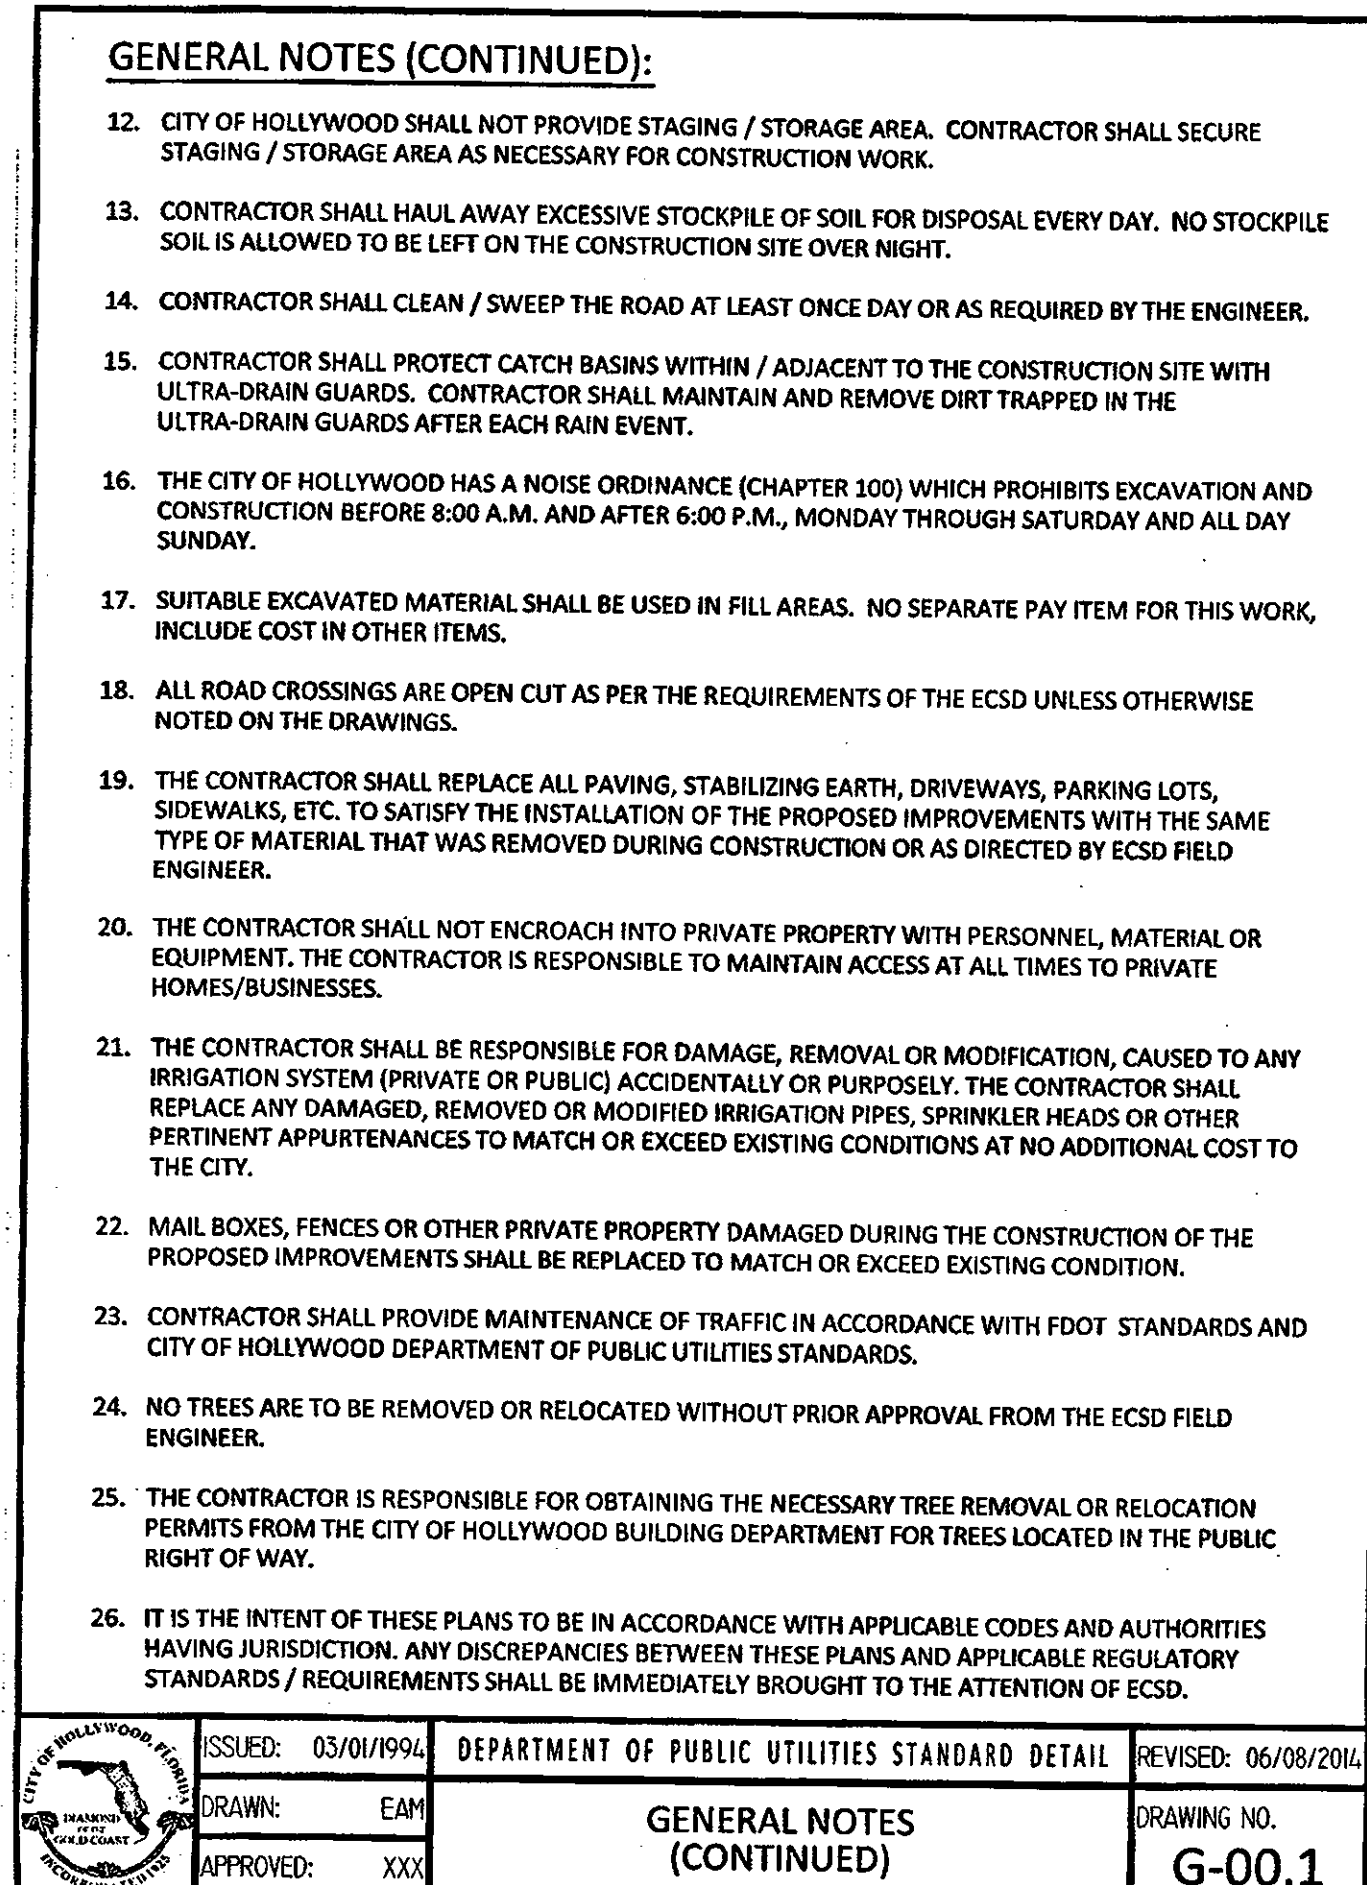 GENERAL NOTES (CONTINUED):
12. CITY OF HOLLYWOOD SHALL NOT PROVIDE STAGING / STORAGE AREA. CONTRACTOR SHALL SECURE
STAGING / STORAGE AREA AS NECESSARY FOR CONSTRUCTION WORK.
13. CONTRACTOR SHALL HAUL AWAY EXCESSIVE STOCKPILE OF SOIL FOR DISPOSAL EVERY DAY. NO STOCKPILE
SOIL IS ALLOWED TO BE LEFT ON THE CONSTRUCTION SITE OVER NIGHT.
14. CONTRACTOR SHALL CLEAN / SWEEP THE ROAD AT LEAST ONCE DAY OR AS REQUIRED BY THE ENGINEER.
15. CONTRACTOR SHALL PROTECT CATCH BASINS WITHIN / ADJACENT TO THE CONSTRUCTION SITE WITH
ULTRA-DRAIN GUARDS. CONTRACTOR SHALL MAINTAIN AND REMOVE DIRT TRAPPED IN THE
ULTRA-DRAIN GUARDS AFTER EACH RAIN EVENT.
16. THE CITY OF HOLLYWOOD HAS A NOISE ORDINANCE (CHAPTER 100) WHICH PROHIBITS EXCAVATION AND
CONSTRUCTION BEFORE 8:00 A.M. AND AFTER 6:00 P.M., MONDAY THROUGH SATURDAY AND ALL DAY
SUNDAY.
17. SUITABLE EXCAVATED MATERIAL SHALL BE USED IN FILL AREAS. NO SEPARATE PAY ITEM FOR THIS WORK,
INCLUDE COST IN OTHER ITEMS.
18. ALL ROAD CROSSINGS ARE OPEN CUT AS PER THE REQUIREMENTS OF THE ECSD UNLESS OTHERWISE
NOTED ON THE DRAWINGS.
19. THE CONTRACTOR SHALL REPLACE ALL PAVING, STABILIZING EARTH, DRIVEWAYS, PARKING LOTS,
SIDEWALKS, ETC. TO SATISFY THE INSTALLATION OF THE PROPOSED IMPROVEMENTS WITH THE SAME
TYPE OF MATERIAL THAT WAS REMOVED DURING CONSTRUCTION OR AS DIRECTED BY ECSD FIELD
ENGINEER.
20. THE CONTRACTOR SHALL NOT ENCROACH INTO PRIVATE PROPERTY WITH PERSONNEL, MATERIAL OR
EQUIPMENT. THE CONTRACTOR IS RESPONSIBLE TO MAINTAIN ACCESS AT ALL TIMES TO PRIVATE
HOMES/BUSINESSES.
21. THE CONTRACTOR SHALL BE RESPONSIBLE FOR DAMAGE, REMOVAL OR MODIFICATION, CAUSED TO ANY
IRRIGATION SYSTEM (PRIVATE OR PUBLIC) ACCIDENTALLY OR PURPOSELY. THE CONTRACTOR SHALL
REPLACE ANY DAMAGED, REMOVED OR MODIFIED IRRIGATION PIPES, SPRINKLER HEADS OR OTHER
PERTINENT APPURTENANCES TO MATCH OR EXCEED EXISTING CONDITIONS AT NO ADDITIONAL COST TO
THE CITY.
22. MAIL BOXES, FENCES OR OTHER PRIVATE PROPERTY DAMAGED DURING THE CONSTRUCTION OF THE
PROPOSED IMPROVEMENTS SHALL BE REPLACED TO MATCH OR EXCEED EXISTING CONDITION.
23. CONTRACTOR SHALL PROVIDE MAINTENANCE OF TRAFFIC IN ACCORDANCE WITH FDOT STANDARDS AND
CITY OF HOLLYWOOD DEPARTMENT OF PUBLIC UTILITIES STANDARDS.
24. NO TREES ARE TO BE REMOVED OR RELOCATED WITHOUT PRIOR APPROVAL FROM THE ECSD FIELD
ENGINEER.
25. THE CONTRACTOR IS RESPONSIBLE FOR OBTAINING THE NECESSARY TREE REMOVAL OR RELOCATION
PERMITS FROM THE CITY OF HOLLYWOOD BUILDING DEPARTMENT FOR TREES LOCATED IN THE PUBLIC
RIGHT OF WAY.
26. IT IS THE INTENT OF THESE PLANS TO BE IN ACCORDANCE WITH APPLICABLE CODES AND AUTHORITIES
HAVING JURISDICTION. ANY DISCREPANCIES BETWEEN THESE PLANS AND APPLICABLE REGULATORY
STANDARDS / REQUIREMENTS SHALL BE IMMEDIATELY BROUGHT TO THE ATTENTION OF ECSD.
CITY OF HOLLYWOOD, FLORIDA
DIAMOND
OF THE
GOLD COAST
INCORPORATED 1925
ISSUED: 03/01/1994
DRAWN: EAM
APPROVED: XXX
DEPARTMENT OF PUBLIC UTILITIES STANDARD DETAIL
GENERAL NOTES
(CONTINUED)
REVISED: 06/08/2014
DRAWING NO.
G-00.1